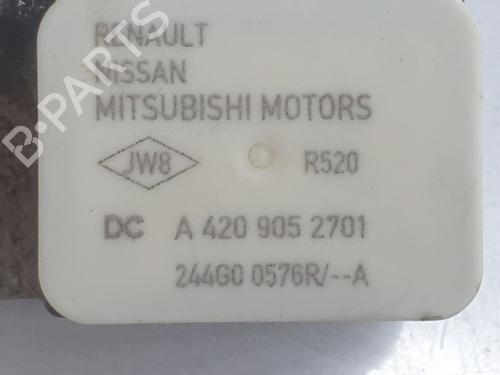 RENAULT
NISSAN
MITSUBISHI MOTORS
JW8 R520
DC A 420 905 2701
244G0 0576R/--A
B-PARTS